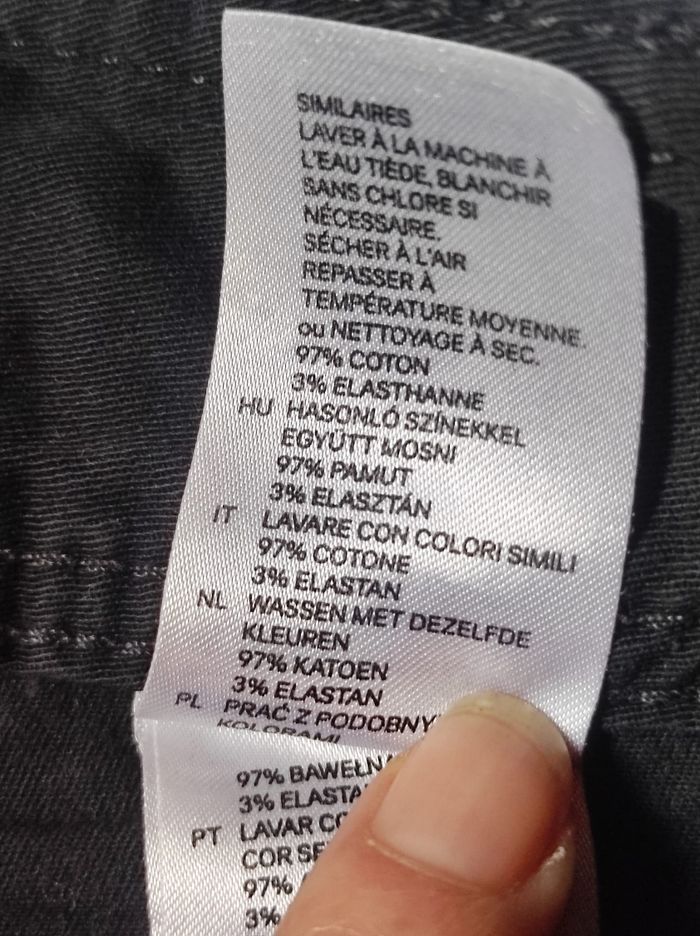 SIMILAIRES
LAVER À LA MACHINE À
L'EAU TIÈDE, BLANCHIR
SANS CHLORE SI
NÉCESSAIRE.
SÉCHER À L'AIR
REPASSER À
TEMPÉRATURE MOYENNE.
ou NETTOYAGE À SEC.
97% COTON
3% ELASTHANNE
HU HASONLÓ SZÍNEKKEL
EGYÜTT MOSNI
97% PAMUT
3% ELASZTÁN
IT LAVARE CON COLORI SIMILI
97% COTONE
3% ELASTAN
NL WASSEN MET DEZELFDE
KLEUREN
97% KATOEN
3% ELASTAN
PL PRAĆ Z
KOLORAMI
97%
3%
PT LAVAR
COR
97%
3%